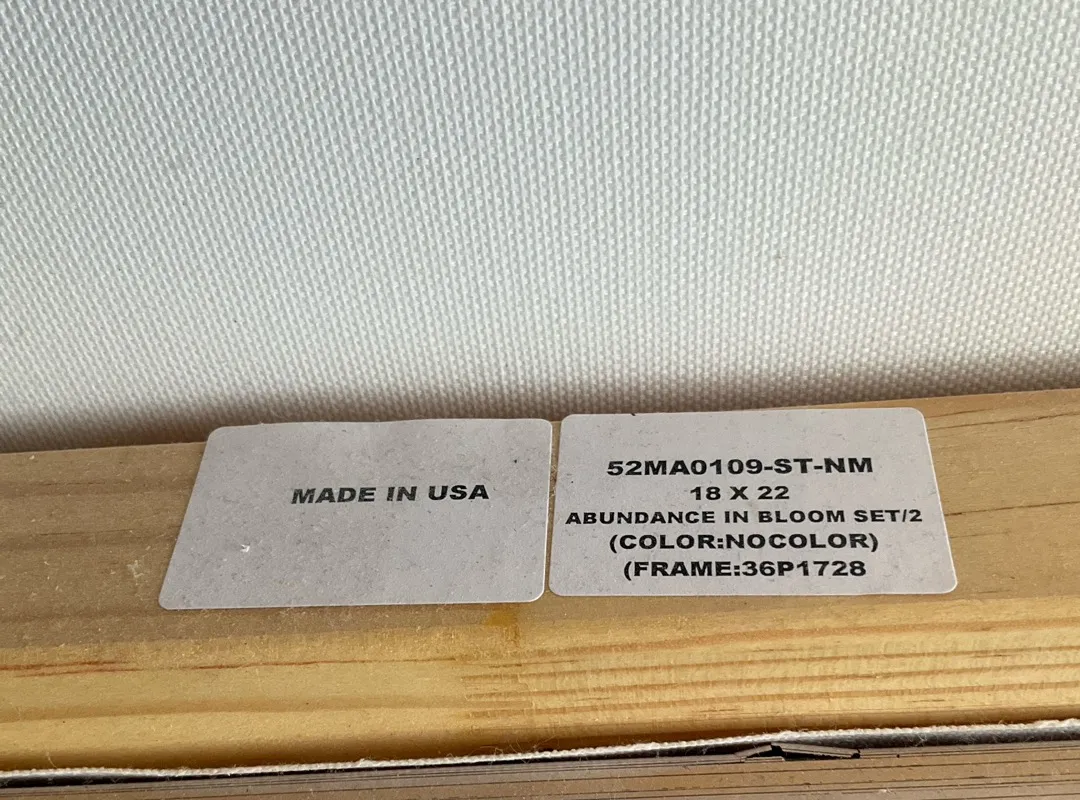 MADE IN USA
52MA0109-ST-NM
18 X 22
ABUNDANCE IN BLOOM SET/2
(COLOR:NOCOLOR)
(FRAME:36P1728